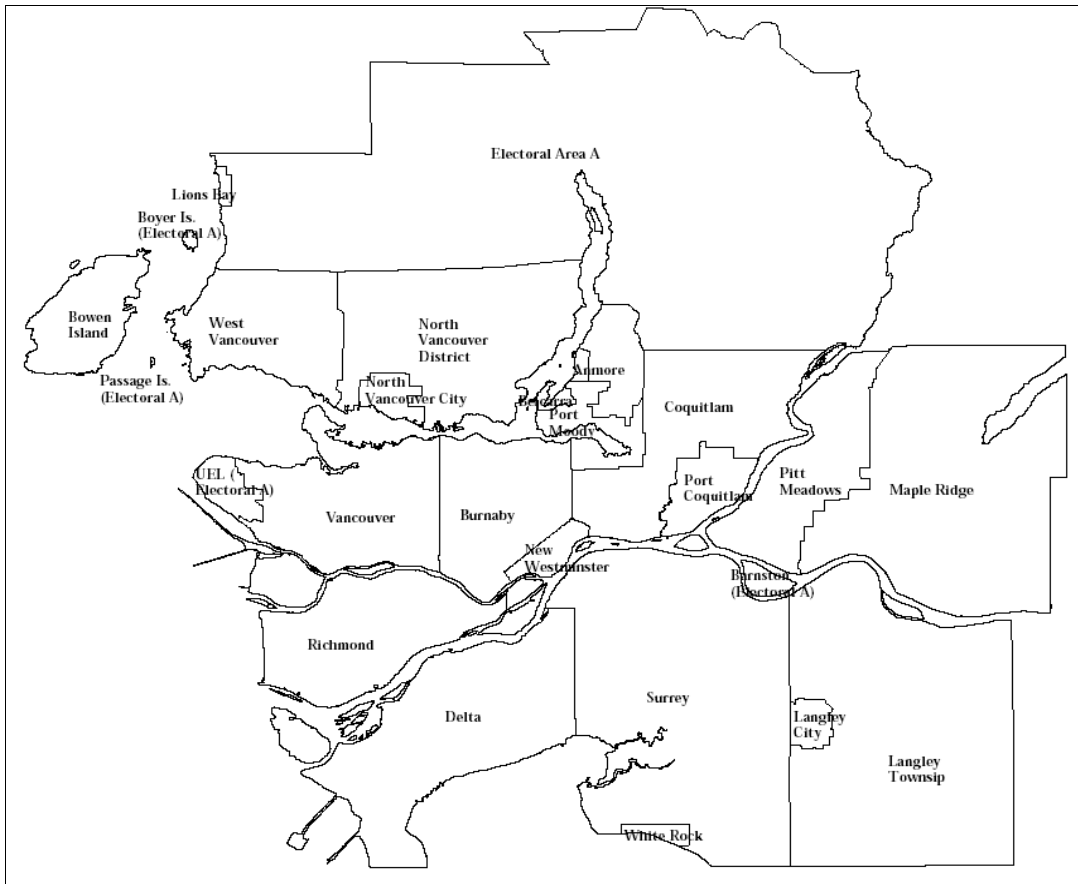 Electoral Area A
Lions Bay
Boyer Is.
(Electoral A)
Bowen
Island
West
Vancouver
North
Vancouver
District
Passage Is.
(Electoral A)
North
Vancouver City
Anmore
Belcarra
Port
Moody
Coquitlam
UEL (
Electoral A)
Vancouver
Burnaby
Port
Coquitlam
Pitt
Meadows
Maple Ridge
New
Westminster
Barnston
(Electoral A)
Richmond
Delta
Surrey
Langley
City
Langley
Townsip
White Rock